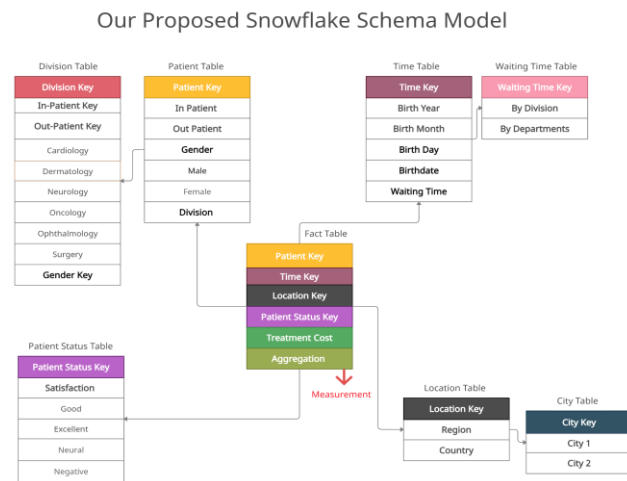 Our Proposed Snowflake Schema Model
Division Table
Division Key
In-Patient Key
Out-Patient Key
Cardiology
Dermatology
Neurology
Oncology
Ophthalmology
Surgery
Gender Key
Patient Table
Patient Key
In Patient
Out Patient
Gender
Male
Female
Division
Time Table
Time Key
Birth Year
Birth Month
Birth Day
Birthdate
Waiting Time
Waiting Time Table
Waiting Time Key
By Division
By Departments
Fact Table
Patient Key
Time Key
Location Key
Patient Status Key
Treatment Cost
Aggregation
Measurement
Patient Status Table
Patient Status Key
Satisfaction
Good
Excellent
Neural
Negative
Location Table
Location Key
Region
Country
City Table
City Key
City 1
City 2